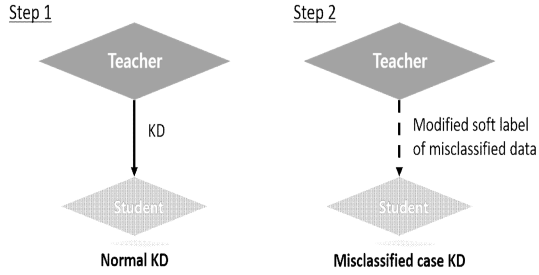 Step 1
Teacher
KD
Student
Normal KD
Step 2
Teacher
Modified soft label
of misclassified data
Student
Misclassified case KD